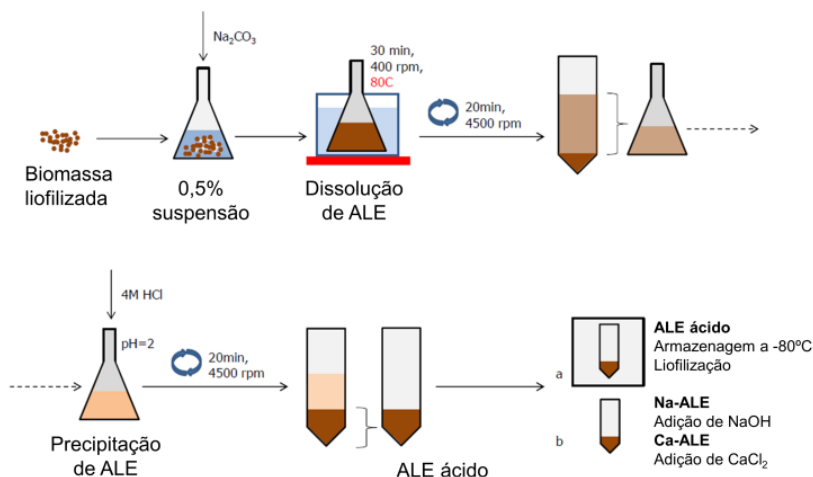 Na₂CO₃
30 min,
400 rpm,
80C
20min,
4500 rpm
Biomassa
liofilizada
0,5%
suspensão
Dissolução
de ALE
4M HCl
pH=2
20min,
4500 rpm
Precipitação
de ALE
ALE ácido
a
ALE ácido
Armazenagem a -80ºC
Liofilização
b
Na-ALE
Adição de NaOH
Ca-ALE
Adição de CaCl₂